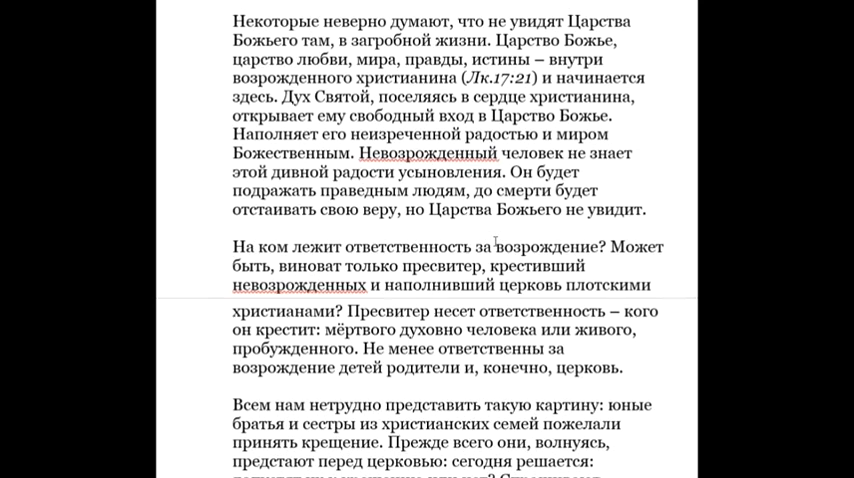 Некоторые неверно думают, что не увидят Царства
Божьего там, в загробной жизни. Царство Божье,
царство любви, мира, правды, истины – внутри
возрожденного христианина (Лк.17:21) и начинается
здесь. Дух Святой, поселяясь в сердце христианина,
открывает ему свободный вход в Царство Божье.
Наполняет его неизреченной радостью и миром
Божественным. Невозрожденный человек не знает
этой дивной радости усыновления. Он будет
подражать праведным людям, до смерти будет
отстаивать свою веру, но Царства Божьего не увидит.
На ком лежит ответственность за возрождение? Может
быть, виноват только пресвитер, крестивший
невозрожденных и наполнивший церковь плотскими
христианами? Пресвитер несет ответственность – кого
он крестит: мёртвого духовно человека или живого,
пробужденного. Не менее ответственны за
возрождение детей родители и, конечно, церковь.
Всем нам нетрудно представить такую картину: юные
братья и сестры из христианских семей пожелали
принять крещение. Прежде всего они, волнуясь,
предстают перед церковью: сегодня решается: